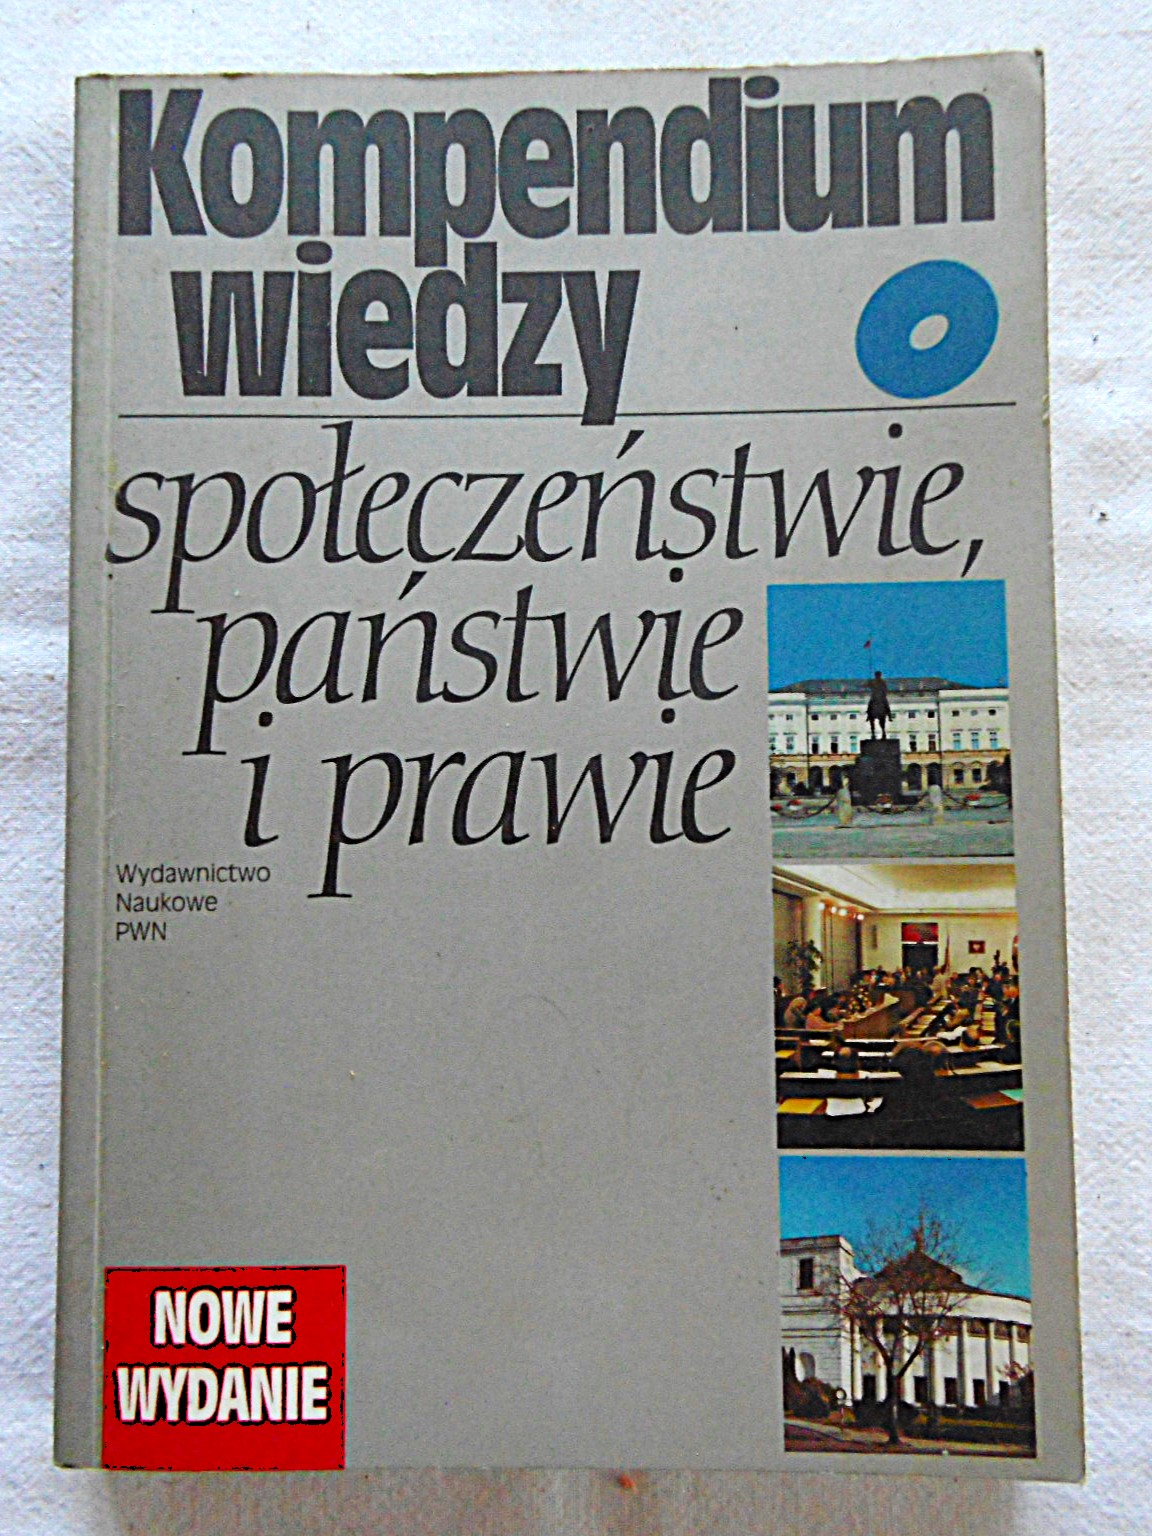 Kompendium
wiedzy o
społeczeństwie,
państwie
i prawie
Wydawnictwo
Naukowe
PWN
NOWE
WYDANIE